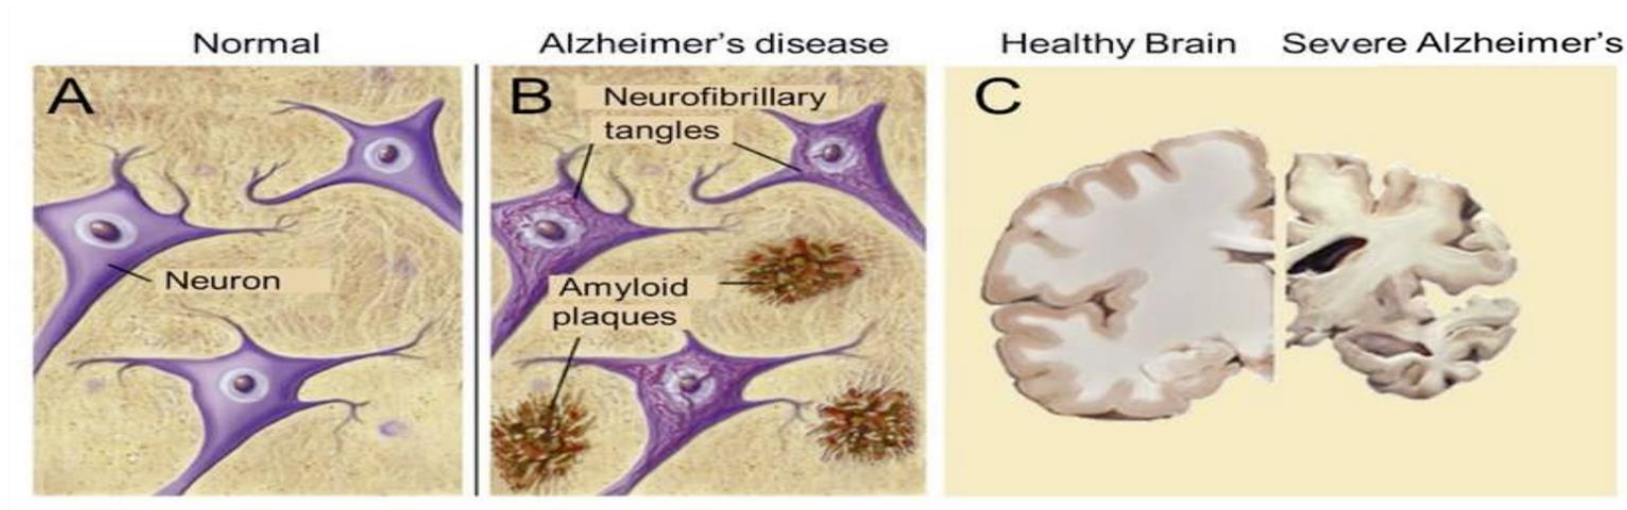 Normal
Alzheimer's disease
Healthy Brain
Severe Alzheimer's
A
Neuron
B
Neurofibrillary
tangles
Amyloid
plaques
C